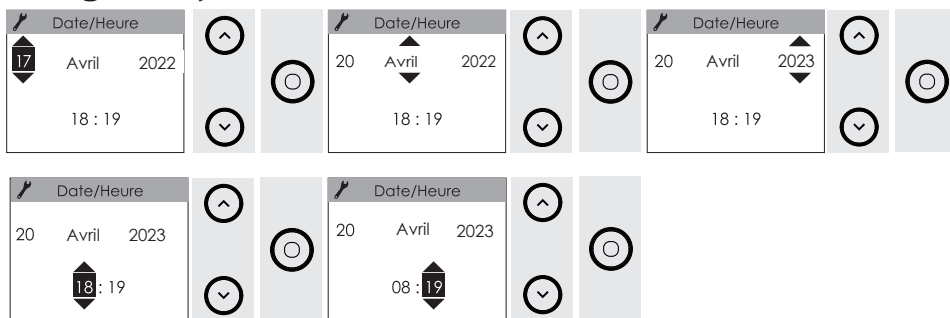 Date/Heure
17 Avril 2022
18 : 19
Date/Heure
20 Avril 2022
18 : 19
Date/Heure
20 Avril 2023
18 : 19
Date/Heure
20 Avril 2023
18 : 19
Date/Heure
20 Avril 2023
08 : 19